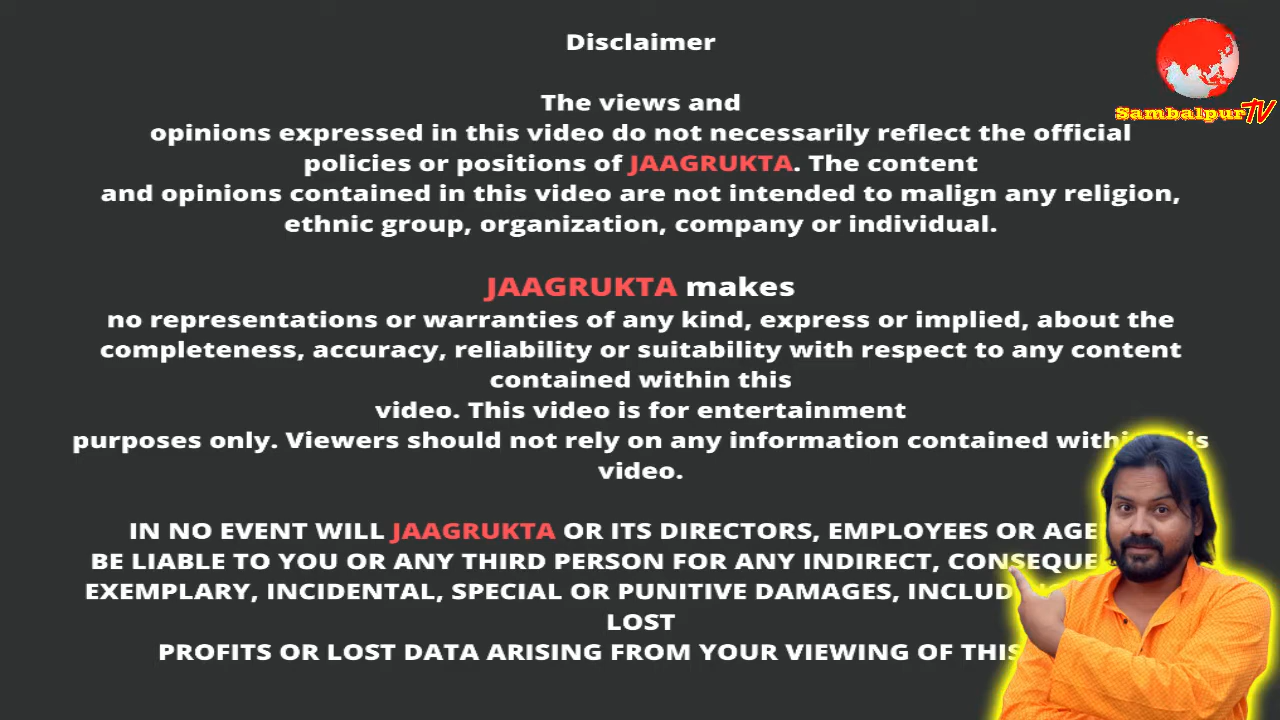 Disclaimer
SambalpurTV
The views and
opinions expressed in this video do not necessarily reflect the official
policies or positions of JAAGRUKTA. The content
and opinions contained in this video are not intended to malign any religion,
ethnic group, organization, company or individual.
JAAGRUKTA makes
no representations or warranties of any kind, express or implied, about the
completeness, accuracy, reliability or suitability with respect to any content
contained within this
video. This video is for entertainment
purposes only. Viewers should not rely on any information contained within this
video.
IN NO EVENT WILL JAAGRUKTA OR ITS DIRECTORS, EMPLOYEES OR
BE LIABLE TO YOU OR ANY THIRD PERSON FOR ANY INDIRECT,
EXEMPLARY, INCIDENTAL, SPECIAL OR PUNITIVE DAMAGES,
LOST
PROFITS OR LOST DATA ARISING FROM YOUR VIEWING OF THIS